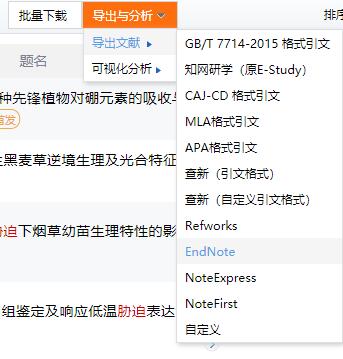 批量下载
导出与分析
排序
导出文献
可视化分析
GB/T 7714-2015 格式引文
知网研学（原E-Study）
CAJ-CD 格式引文
MLA格式引文
APA格式引文
查新（引文格式）
查新（自定义引文格式）
Refworks
EndNote
NoteExpress
NoteFirst
自定义
题名
种先锋植物对硼元素的吸收与
首发
黑麦草逆境生理及光合特征
胁迫下烟草幼苗生理特性的影
组鉴定及响应低温胁迫表达